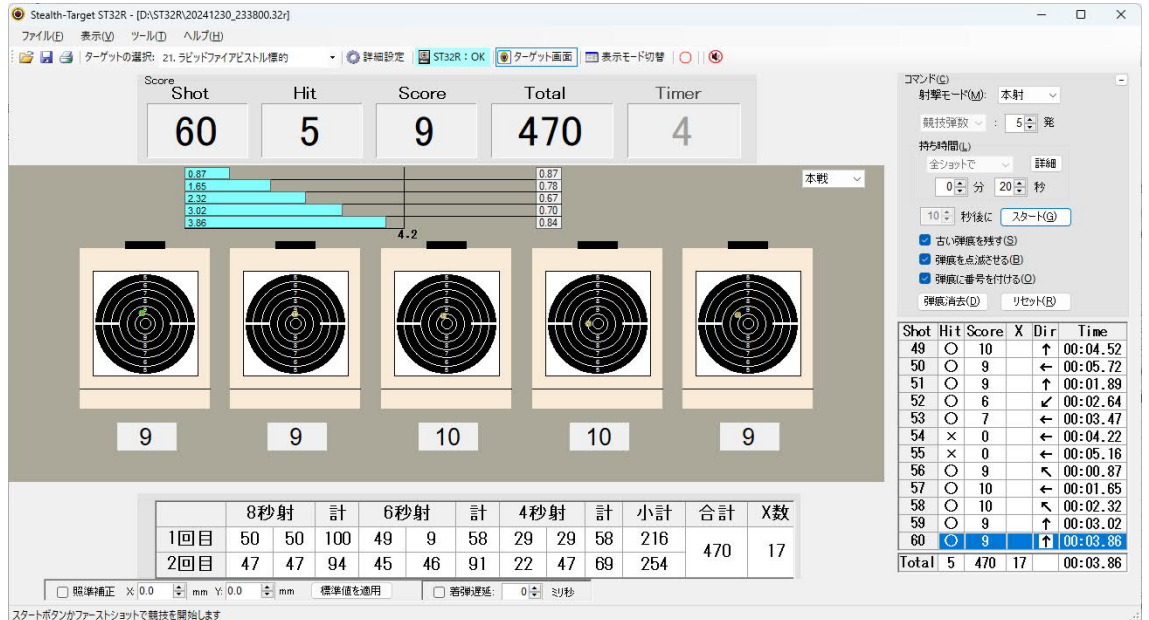 Stealth-Target ST32R - [D:\ST32R\20241230_233800.32r]
ファイル(F) 表示(V) ツール(T) ヘルプ(H)
ターゲットの選択: 21. ラピッドファイアピストル標的 詳細設定 ST32R : OK ターゲット画面 表示モード切替
Score
Shot Hit Score Total Timer
60 5 9 470 4
0.87 0.87
1.65 0.78
2.32 0.67
3.02 0.70
3.86 0.84
4.2
本戦
9 9 10 10 9
8秒射 計 6秒射 計 4秒射 計 小計 合計 X数
1回目 50 50 100 49 9 58 29 29 58 216 470 17
2回目 47 47 94 45 46 91 22 47 69 254
照準補正 X: 0.0 mm Y: 0.0 mm 標準値を適用 着弾遅延: 0 ミリ秒
スタートボタンかファーストショットで競技を開始します
コマンド(C)
射撃モード(M): 本射
競技弾数 : 5 発
持ち時間(L)
全ショットで 詳細
0 分 20 秒
10 秒後に スタート(G)
古い弾痕を残す(S)
弾痕を点滅させる(B)
弾痕に番号を付ける(O)
弾痕消去(D) リセット(R)
Shot Hit Score X Dir Time
49 ○ 10 ↑ 00:04.52
50 ○ 9 ← 00:05.72
51 ○ 9 ↑ 00:01.89
52 ○ 6 ↙ 00:02.64
53 ○ 7 ← 00:03.47
54 × 0 ← 00:04.22
55 × 0 ← 00:05.16
56 ○ 9 ↖ 00:00.87
57 ○ 10 ← 00:01.65
58 ○ 10 ↖ 00:02.32
59 ○ 9 ↑ 00:03.02
60 ○ 9 ↑ 00:03.86
Total 5 470 17 00:03.86